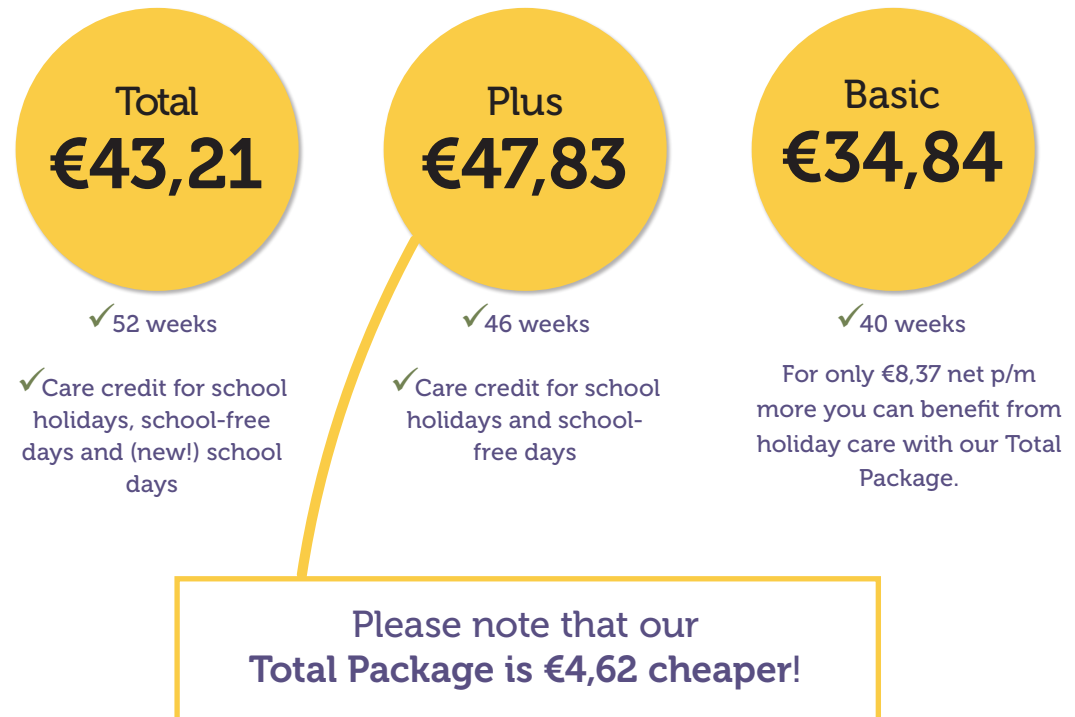 Total
€43,21
✓52 weeks
✓Care credit for school
holidays, school-free
days and (new!) school
days
Plus
€47,83
✓46 weeks
✓Care credit for school
holidays and school-
free days
Basic
€34,84
✓40 weeks
For only €8,37 net p/m
more you can benefit from
holiday care with our Total
Package.
Please note that our
Total Package is €4,62 cheaper!